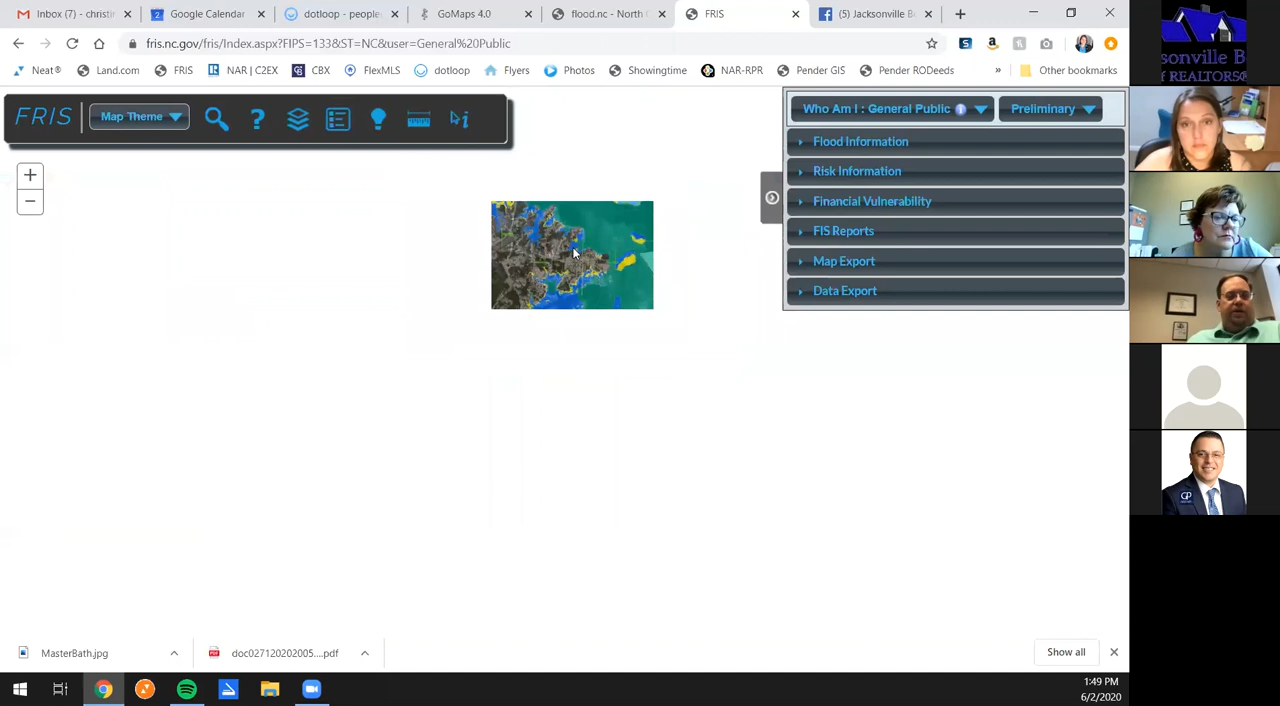 Inbox (7) - christin
Google Calendar
dotloop - people
GoMaps 4.0
flood.nc - North
FRIS
(5) Jacksonville Bo
fris.nc.gov/fris/Index.aspx?FIPS=133&ST=NC&user=General%20Public
Neat®
Land.com
FRIS
NAR | C2EX
CBX
FlexMLS
dotloop
Flyers
Photos
Showingtime
NAR-RPR
Pender GIS
Pender RODeeds
»
Other bookmarks
FRIS
Map Theme
Who Am I : General Public
Preliminary
Flood Information
Risk Information
Financial Vulnerability
FIS Reports
Map Export
Data Export
sonville B
f REALTORS®
GP
MasterBath.jpg
doc027120202005....pdf
Show all
1:49 PM
6/2/2020